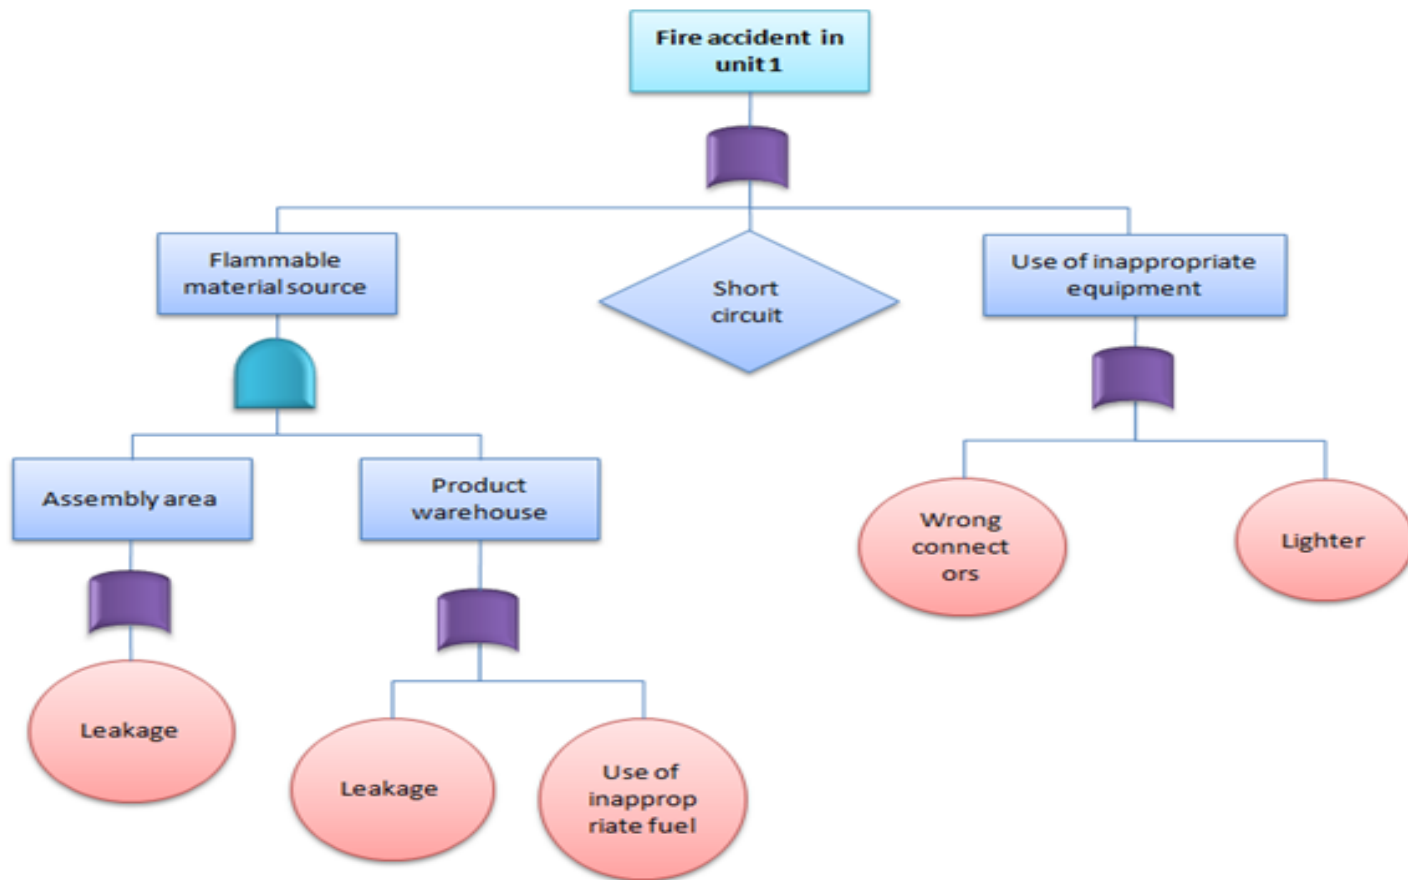 Fire accident in
unit 1
Flammable
material source
Short
circuit
Use of inappropriate
equipment
Assembly area
Product
warehouse
Wrong
connect
ors
Lighter
Leakage
Leakage
Use of
inapprop
riate fuel